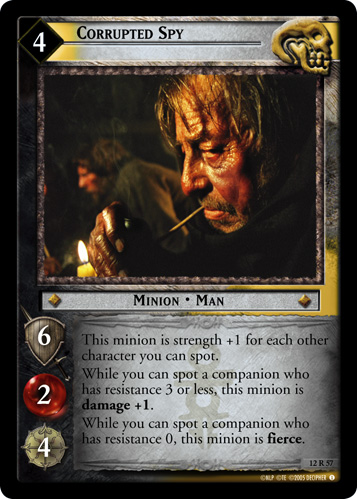 4
CORRUPTED SPY
MINION • MAN
6
This minion is strength +1 for each other
character you can spot.
2
While you can spot a companion who
has resistance 3 or less, this minion is
damage +1.
4
While you can spot a companion who
has resistance 0, this minion is fierce.
12 R 57
©NLP ©TE ©2005 DECIPHER